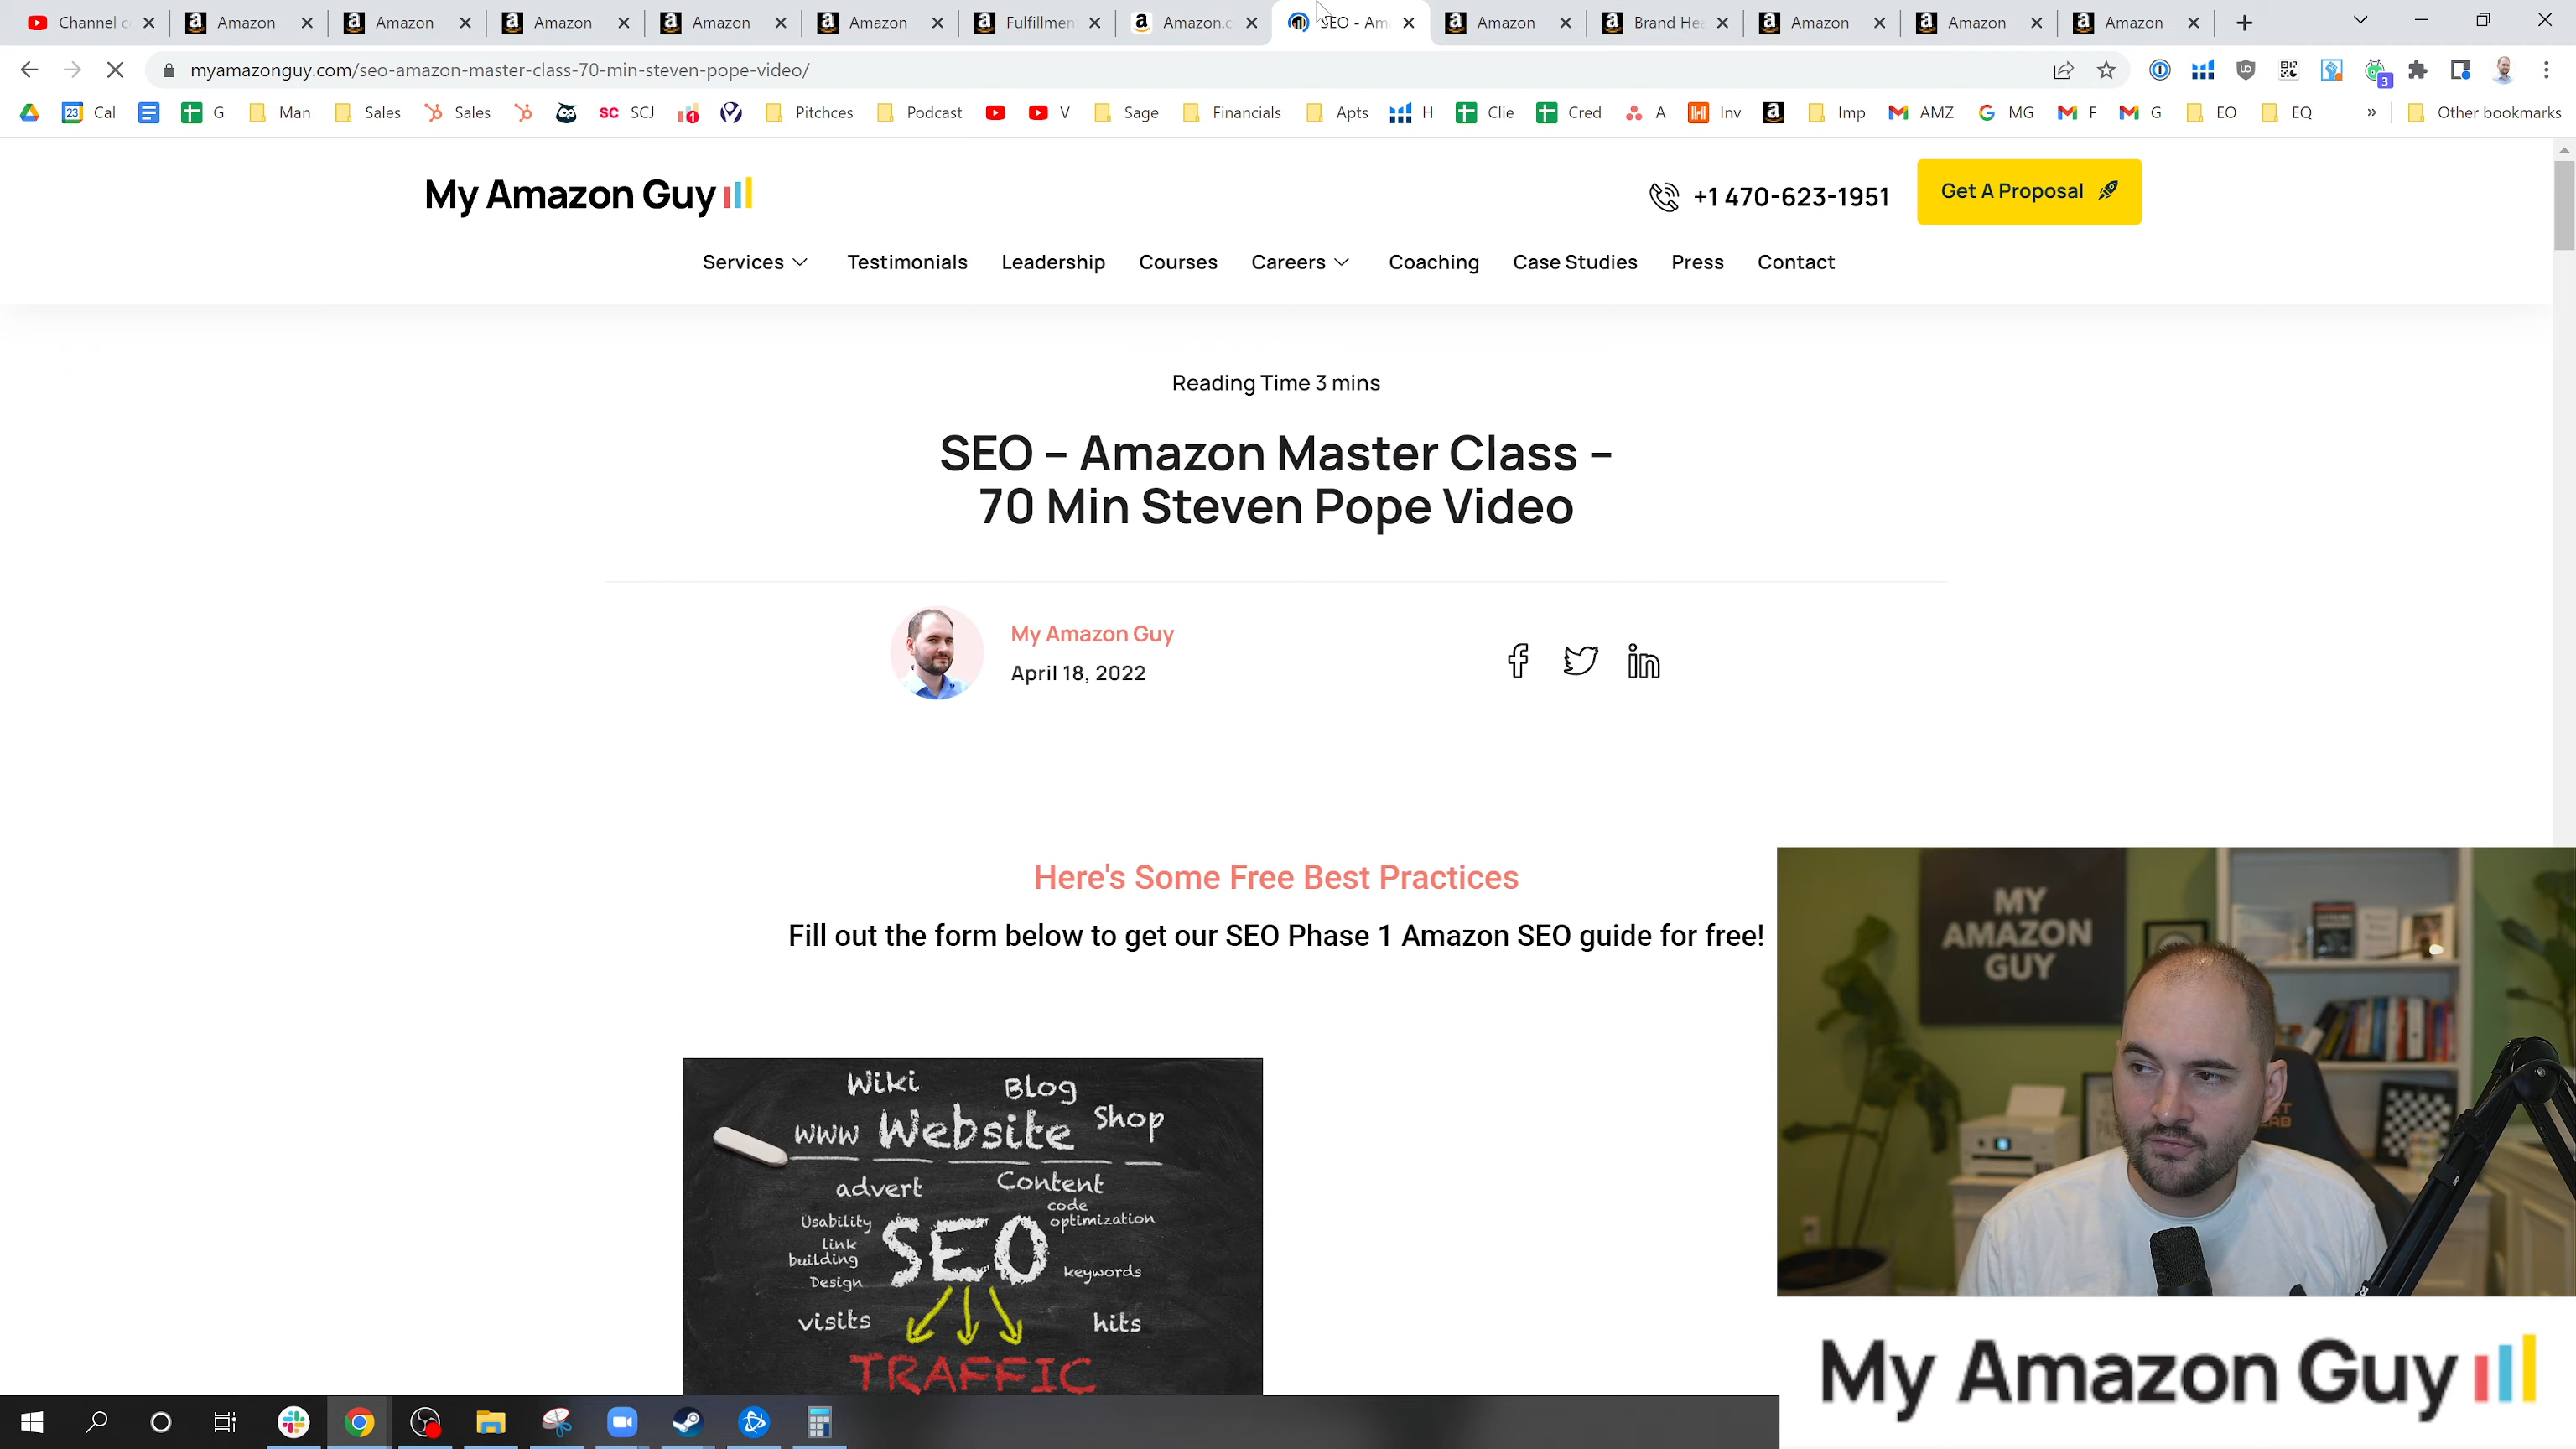 Channel c
Amazon
Amazon
Amazon
Amazon
Amazon
Fulfillmen
Amazon.c
SEO - Am
Amazon
Brand Hea
Amazon
Amazon
Amazon
myamazonguy.com/seo-amazon-master-class-70-min-steven-pope-video/
3
23 Cal G Man Sales Sales SC SCJ 1 Pitchces Podcast V Sage Financials Apts H Clie Cred A Inv Imp AMZ MG F G EO EQ » Other bookmarks
My Amazon Guy
+1 470-623-1951
Get A Proposal
Services Testimonials Leadership Courses Careers Coaching Case Studies Press Contact
Reading Time 3 mins
SEO – Amazon Master Class –
70 Min Steven Pope Video
My Amazon Guy
April 18, 2022
Here's Some Free Best Practices
Fill out the form below to get our SEO Phase 1 Amazon SEO guide for free!
Wiki Blog
www Website Shop
advert Content
code
Usability optimization
link
building SEO
Design keywords
visits hits
TRAFFIC
MY
AMAZON
GUY
My Amazon Guy